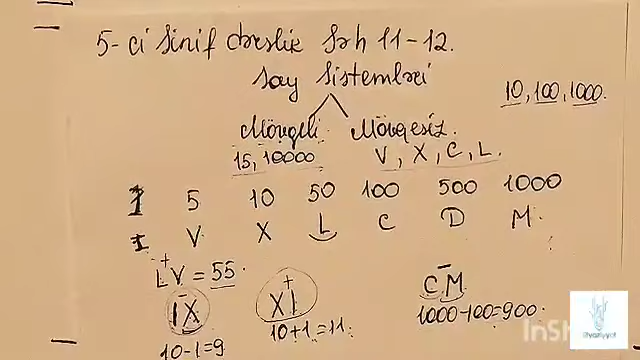 5-ci sinif dərslik Səh 11-12.
Say Sistemləri
10, 100, 1000.
Mövqeli Mövqesiz.
15, 10000 V, X, C, L.
1 5 10 50 100 500 1000
I V X L C D M.
+
LV = 55.
- + -
IX XI CM
10-1=9 10+1=11. 1000-100=900.
InSh